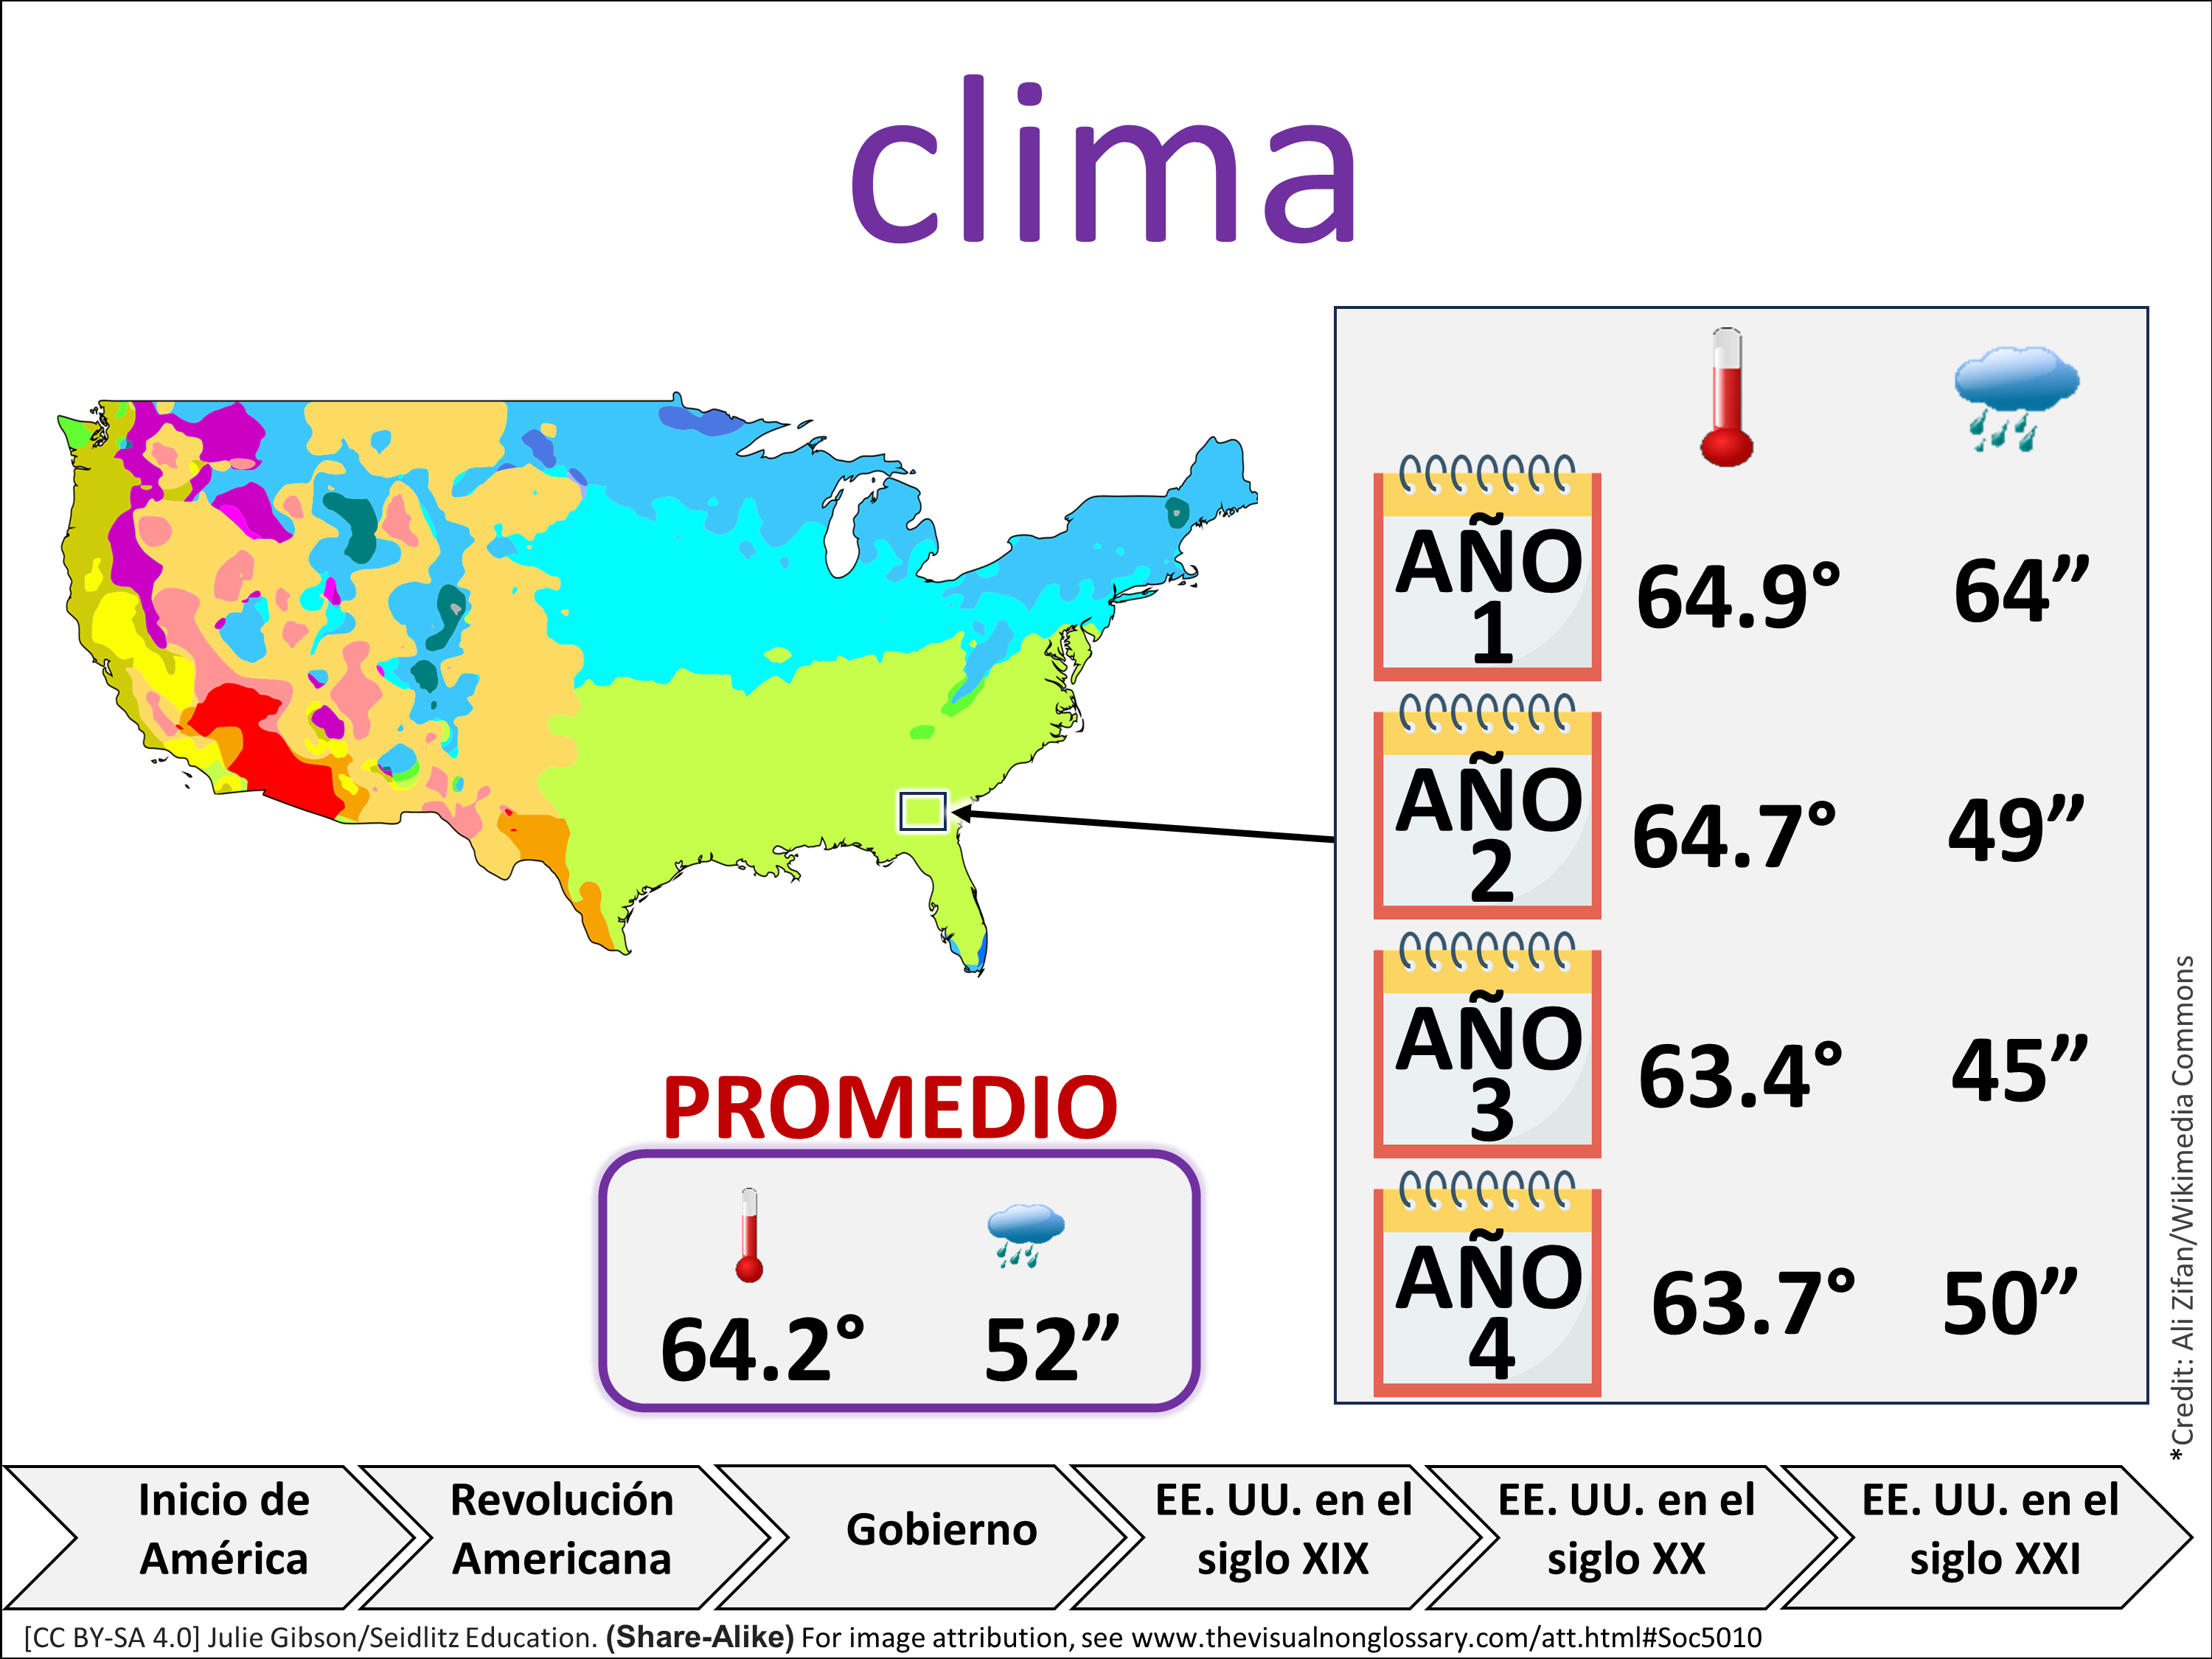 clima
AÑO
1
64.9°
64”
AÑO
2
64.7°
49”
AÑO
3
63.4°
45”
AÑO
4
63.7°
50”
PROMEDIO
64.2°
52”
*Credit: Ali Zifan/Wikimedia Commons
Inicio de
América
Revolución
Americana
Gobierno
EE. UU. en el
siglo XIX
EE. UU. en el
siglo XX
EE. UU. en el
siglo XXI
[CC BY-SA 4.0] Julie Gibson/Seidlitz Education. (Share-Alike) For image attribution, see www.thevisualnonglossary.com/att.html#Soc5010